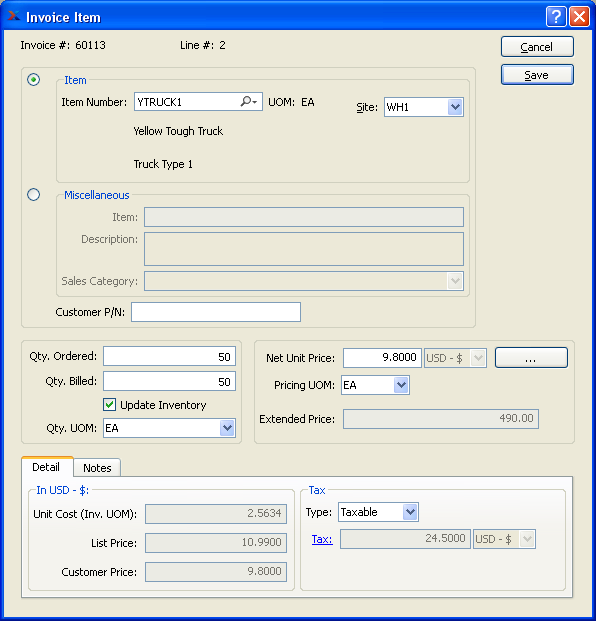 Invoice Item
Invoice #: 60113 Line #: 2
Cancel
Save
Item
Item Number: YTRUCK1 UOM: EA Site: WH1
Yellow Tough Truck
Truck Type 1
Miscellaneous
Item:
Description:
Sales Category:
Customer P/N:
Qty. Ordered: 50
Qty. Billed: 50
Update Inventory
Qty. UOM: EA
Net Unit Price: 9.8000 USD - $ ...
Pricing UOM: EA
Extended Price: 490.00
Detail Notes
In USD - $:
Unit Cost (Inv. UOM): 2.5634
List Price: 10.9900
Customer Price: 9.8000
Tax
Type: Taxable
Tax: 24.5000 USD - $